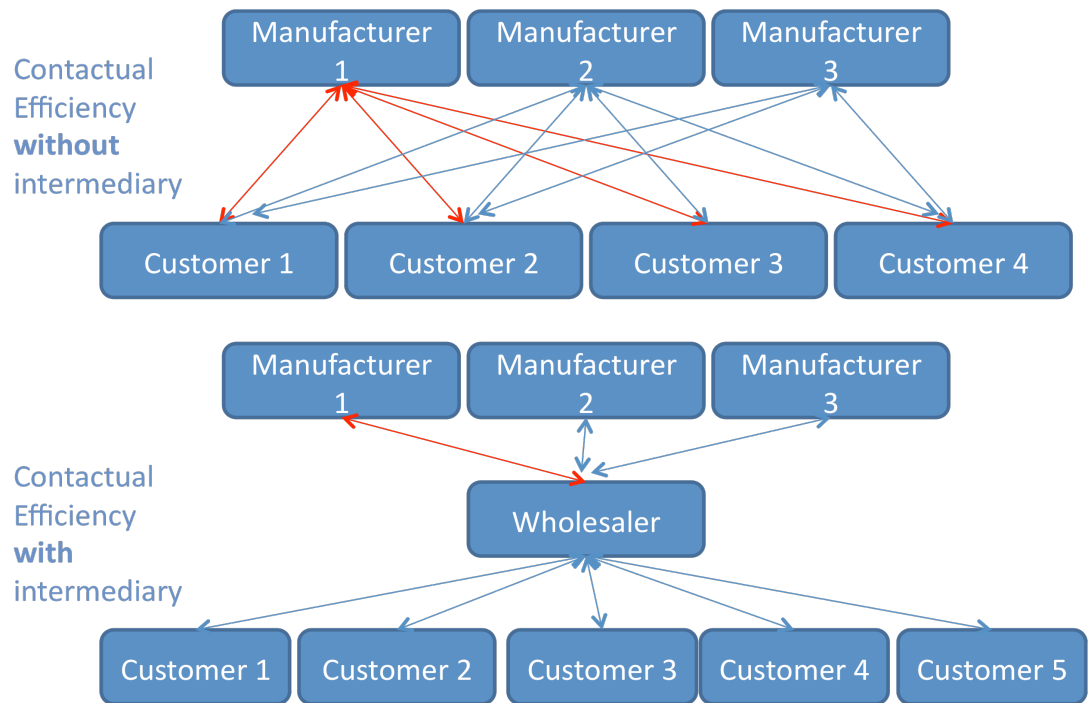 Contactual
Efficiency
without
intermediary
Manufacturer
1
Manufacturer
2
Manufacturer
3
Customer 1
Customer 2
Customer 3
Customer 4
Contactual
Efficiency
with
intermediary
Manufacturer
1
Manufacturer
2
Manufacturer
3
Wholesaler
Customer 1
Customer 2
Customer 3
Customer 4
Customer 5